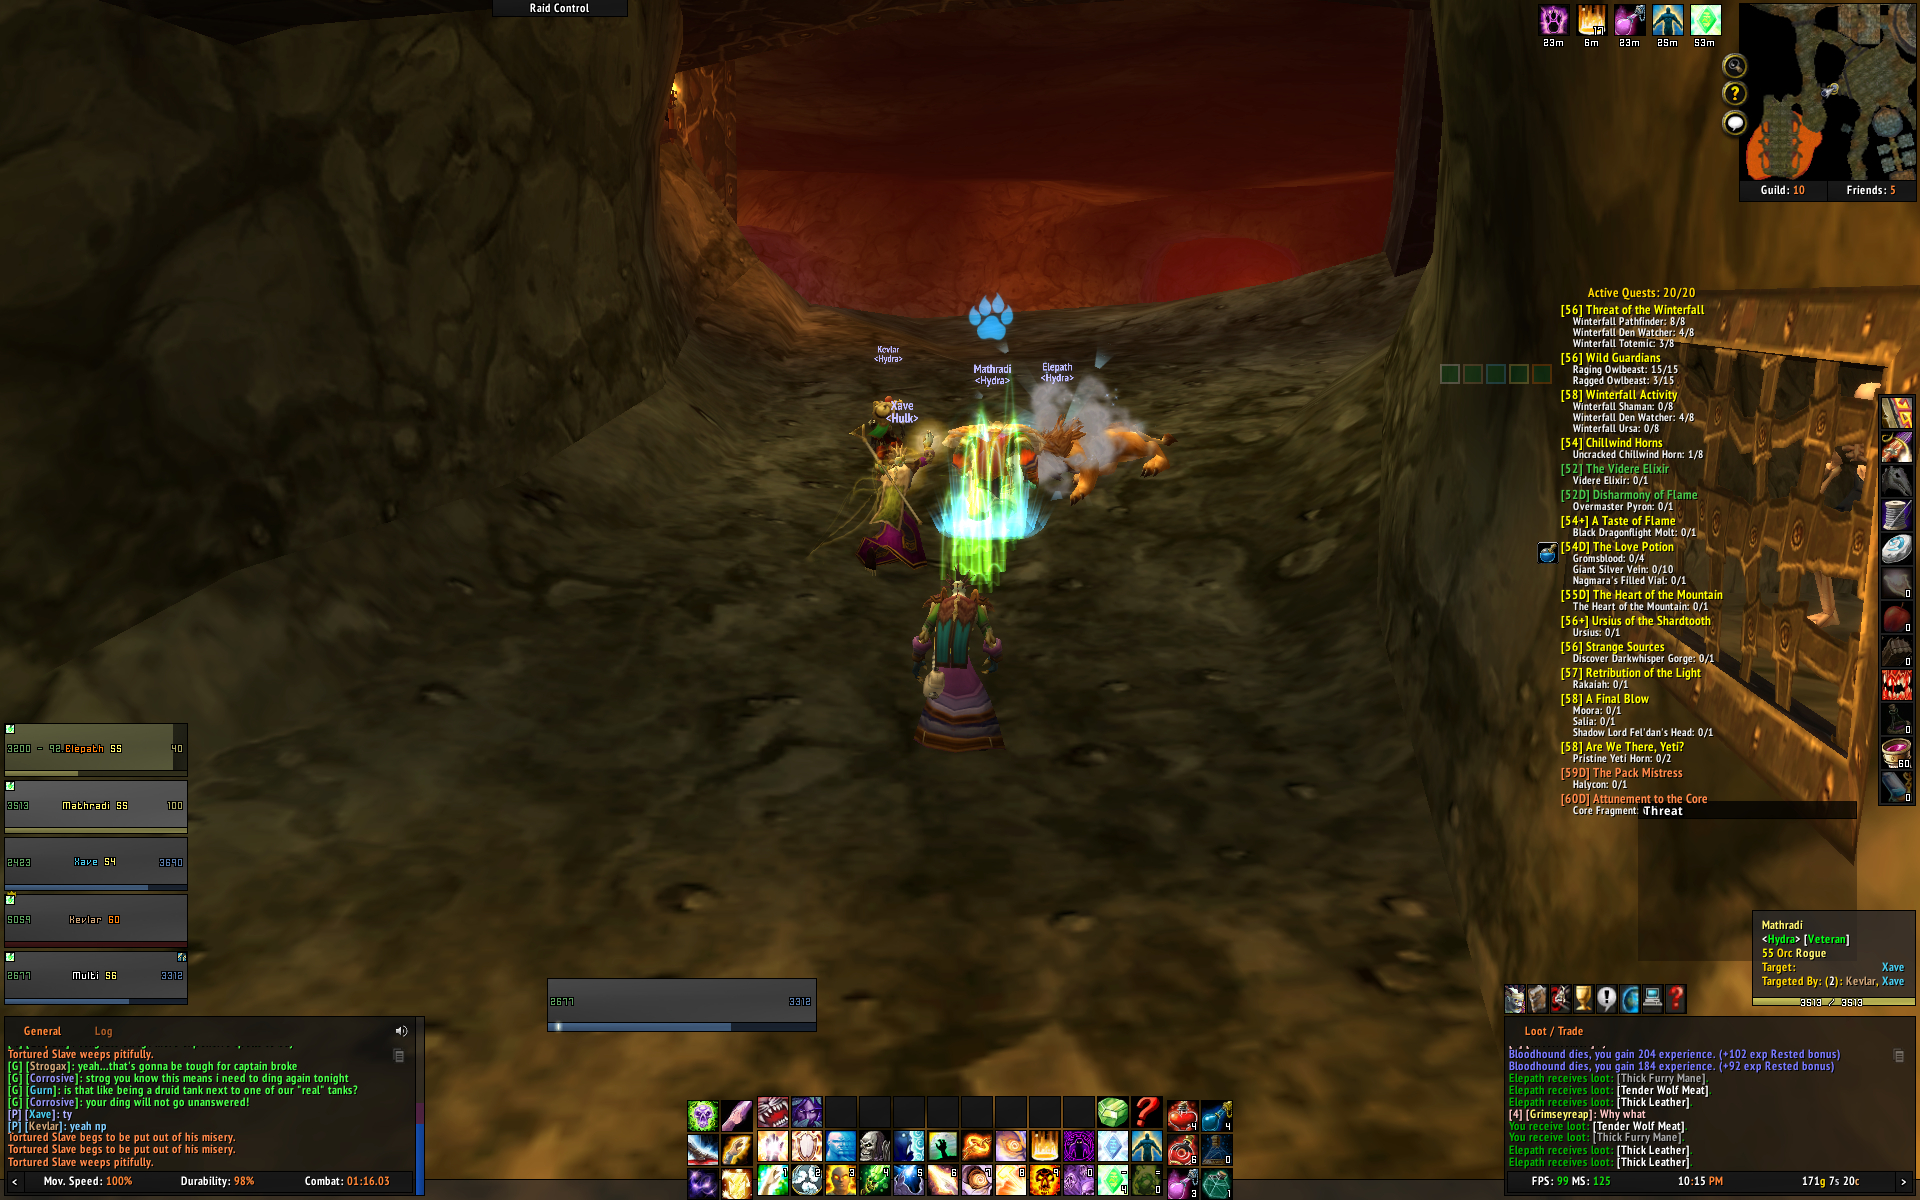 Raid Control
23m
6m
23m
25m
53m
17
Guild: 10
Friends: 5
Active Quests: 20/20
[56] Threat of the Winterfall
Winterfall Pathfinder: 8/8
Winterfall Den Watcher: 4/8
Winterfall Totemic: 3/8
[56] Wild Guardians
Raging Owlbeast: 15/15
Ragged Owlbeast: 3/15
[58] Winterfall Activity
Winterfall Shaman: 0/8
Winterfall Den Watcher: 4/8
Winterfall Ursa: 0/8
[54] Chillwind Horns
Uncracked Chillwind Horn: 1/8
[52] The Videre Elixir
Videre Elixir: 0/1
[52D] Disharmony of Flame
Overmaster Pyron: 0/1
[54+] A Taste of Flame
Black Dragonflight Molt: 0/1
[54D] The Love Potion
Gromsblood: 0/4
Giant Silver Vein: 0/10
Nagmara's Filled Vial: 0/1
[55D] The Heart of the Mountain
The Heart of the Mountain: 0/1
[56+] Ursius of the Shardtooth
Ursius: 0/1
[56] Strange Sources
Discover Darkwhisper Gorge: 0/1
[57] Retribution of the Light
Rakaiah: 0/1
[58] A Final Blow
Moora: 0/1
Salia: 0/1
Shadow Lord Fel'dan's Head: 0/1
[58] Are We There, Yeti?
Pristine Yeti Horn: 0/2
[59D] The Pack Mistress
Halycon: 0/1
[60D] Attunement to the Core
Core Fragment:
Threat
Kevlar
<Hydra>
Mathradi
<Hydra>
Elepath
<Hydra>
Xave
<Hulk>
3200 - 92 Elepath 55 40
3513 Mathradi 55 100
2423 Xave 54 3690
5059 Kevlar 60
2677 Multi 56 3312
2677 3312
Mathradi
<Hydra> [Veteran]
55 Orc Rogue
Target: Xave
Targeted By: (2): Kevlar, Xave
3513 / 3513
General Log
Tortured Slave weeps pitifully.
[G] [Strogax]: yeah...that's gonna be tough for captain broke
[G] [Corrosive]: strog you know this means i need to ding again tonight
[G] [Gurn]: is that like being a druid tank next to one of our "real" tanks?
[G] [Corrosive]: your ding will not go unanswered!
[P] [Xave]: ty
[P] [Kevlar]: yeah np
Tortured Slave begs to be put out of his misery.
Tortured Slave begs to be put out of his misery.
Tortured Slave weeps pitifully.
< Mov. Speed: 100% Durability: 98% Combat: 01:16.03
Loot / Trade
Bloodhound dies, you gain 204 experience. (+102 exp Rested bonus)
Bloodhound dies, you gain 184 experience. (+92 exp Rested bonus)
Elepath receives loot: [Thick Furry Mane].
Elepath receives loot: [Tender Wolf Meat].
Elepath receives loot: [Thick Leather].
[4] [Grimseyreap]: Why what
You receive loot: [Tender Wolf Meat].
You receive loot: [Thick Furry Mane].
Elepath receives loot: [Thick Leather].
Elepath receives loot: [Thick Leather].
FPS: 99 MS: 125 10:15 PM 171g 7s 20c >